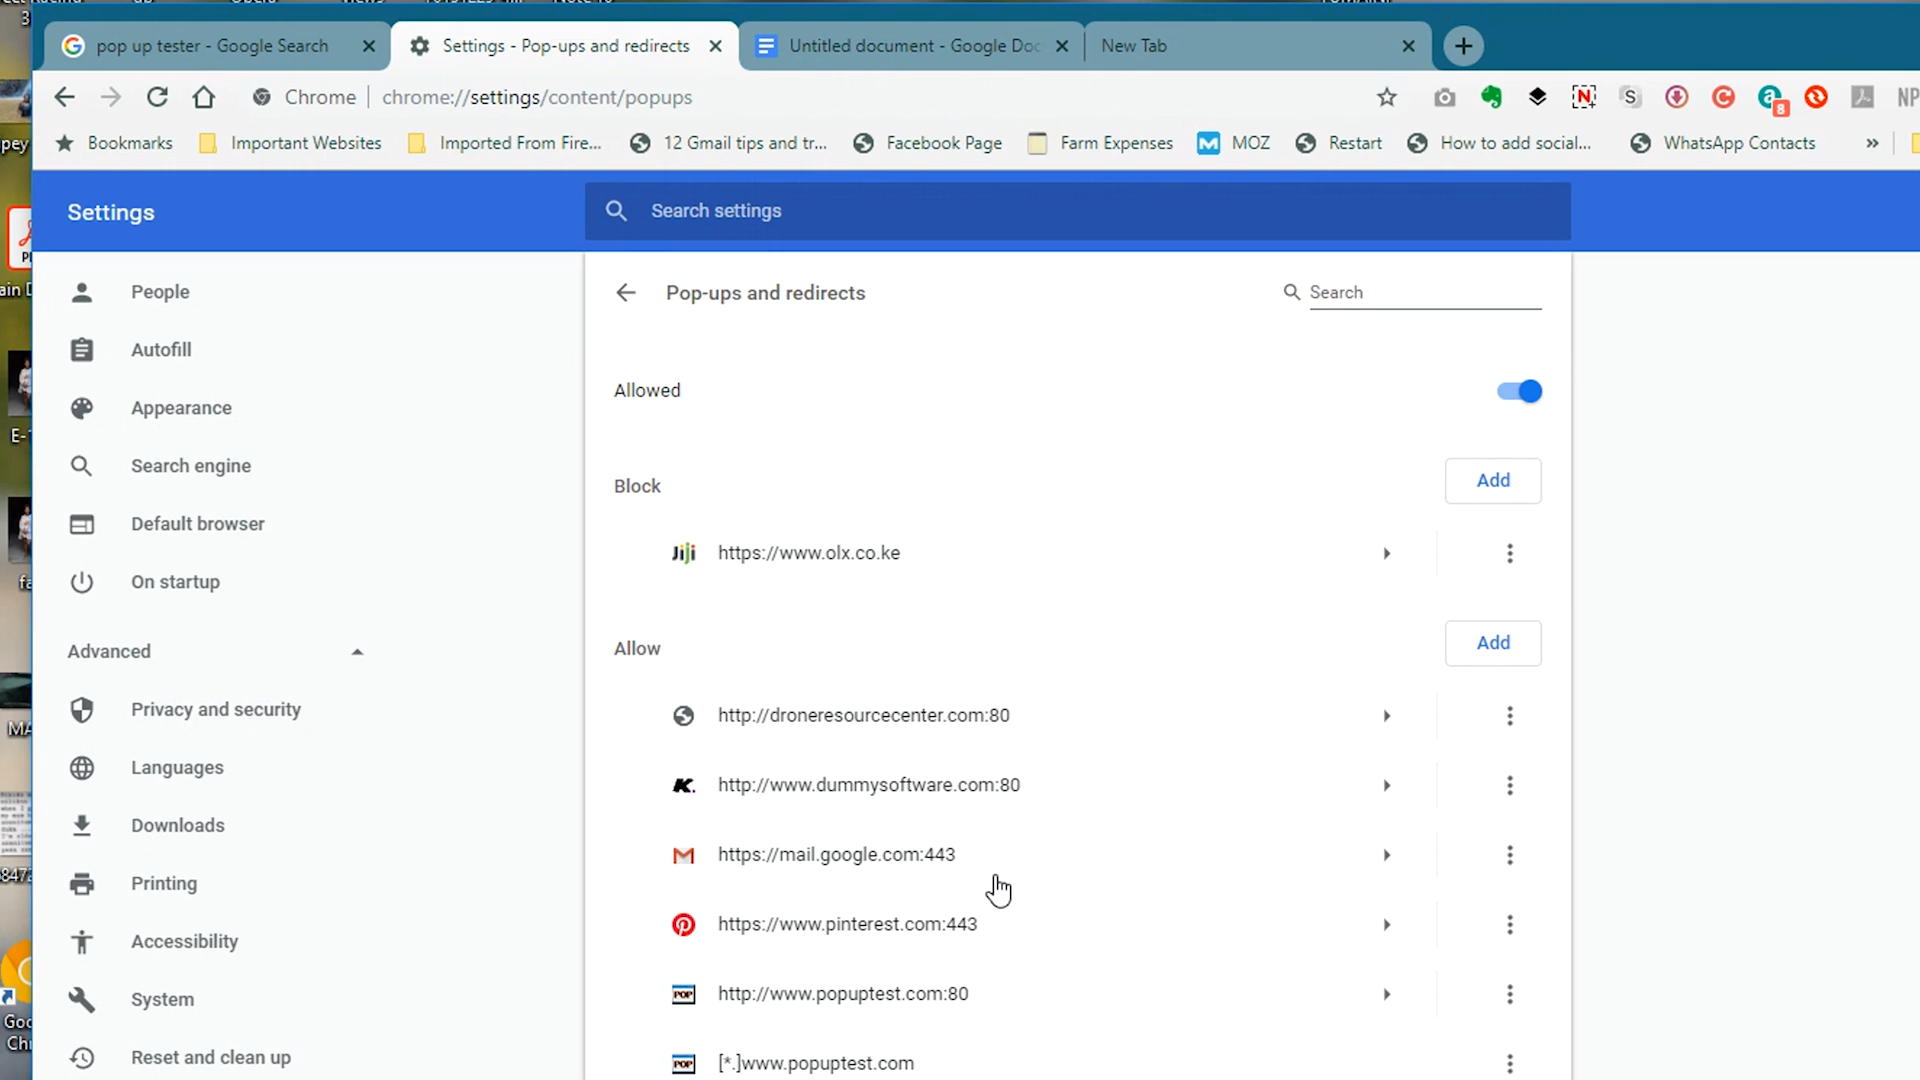 pop up tester - Google Search
Settings - Pop-ups and redirects
Untitled document - Google Doc
New Tab
Chrome
chrome://settings/content/popups
8
NP
Bookmarks
Important Websites
Imported From Fire...
12 Gmail tips and tr...
Facebook Page
Farm Expenses
MOZ
Restart
How to add social...
WhatsApp Contacts
Settings
Search settings
People
Autofill
Appearance
Search engine
Default browser
On startup
Advanced
Privacy and security
Languages
Downloads
Printing
Accessibility
System
Reset and clean up
Pop-ups and redirects
Search
Allowed
Block
Add
Jiji
https://www.olx.co.ke
Allow
Add
http://droneresourcecenter.com:80
K.
http://www.dummysoftware.com:80
https://mail.google.com:443
https://www.pinterest.com:443
POP
http://www.popuptest.com:80
POP
[*.]www.popuptest.com